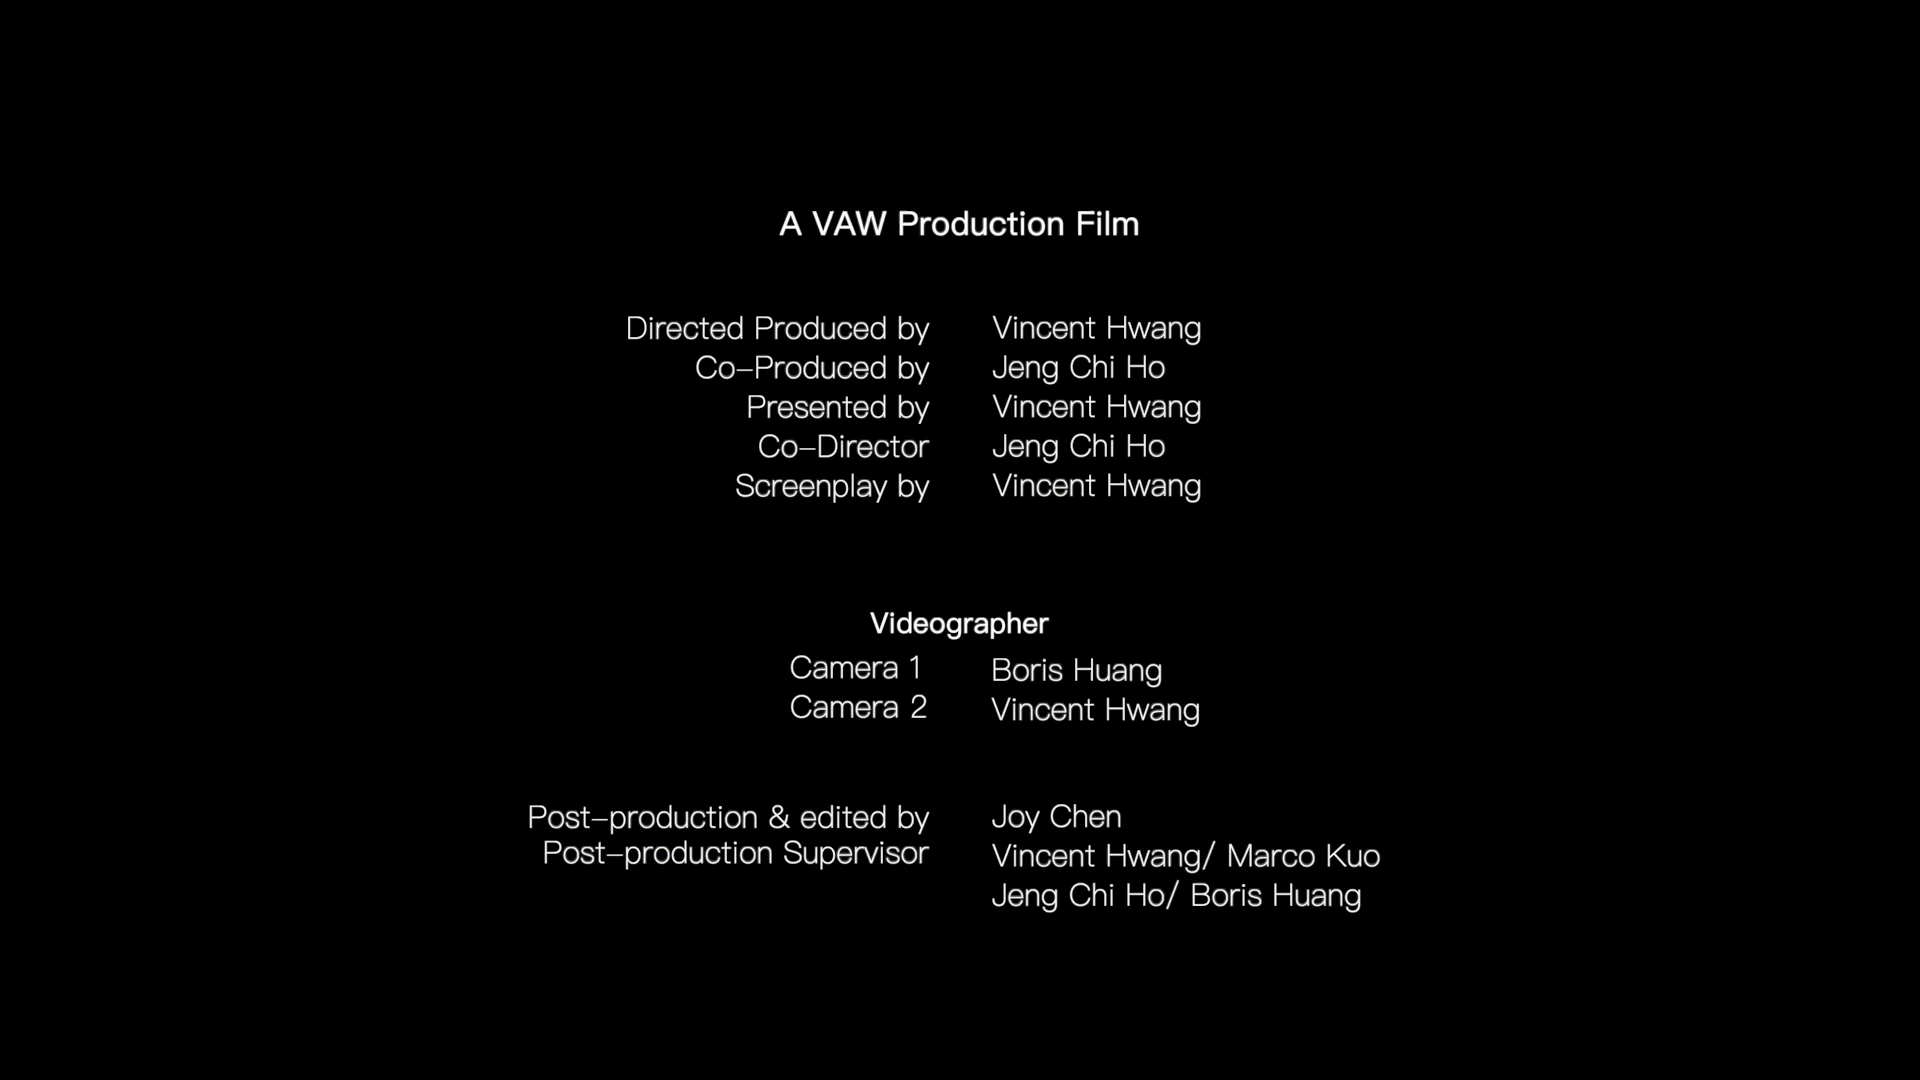 A VAW Production Film
Directed Produced by Vincent Hwang
Co-Produced by Jeng Chi Ho
Presented by Vincent Hwang
Co-Director Jeng Chi Ho
Screenplay by Vincent Hwang
Videographer
Camera 1 Boris Huang
Camera 2 Vincent Hwang
Post-production & edited by Joy Chen
Post-production Supervisor Vincent Hwang/ Marco Kuo
Jeng Chi Ho/ Boris Huang